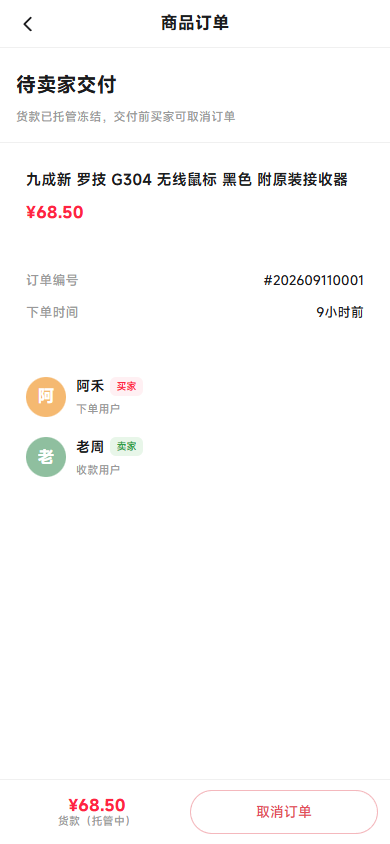 商品订单
待卖家交付
货款已托管冻结，交付前买家可取消订单
九成新 罗技 G304 无线鼠标 黑色 附原装接收器
¥68.50
订单编号 #202609110001
下单时间 9小时前
阿 阿禾 买家
下单用户
老 老周 卖家
收款用户
¥68.50
货款（托管中）
取消订单